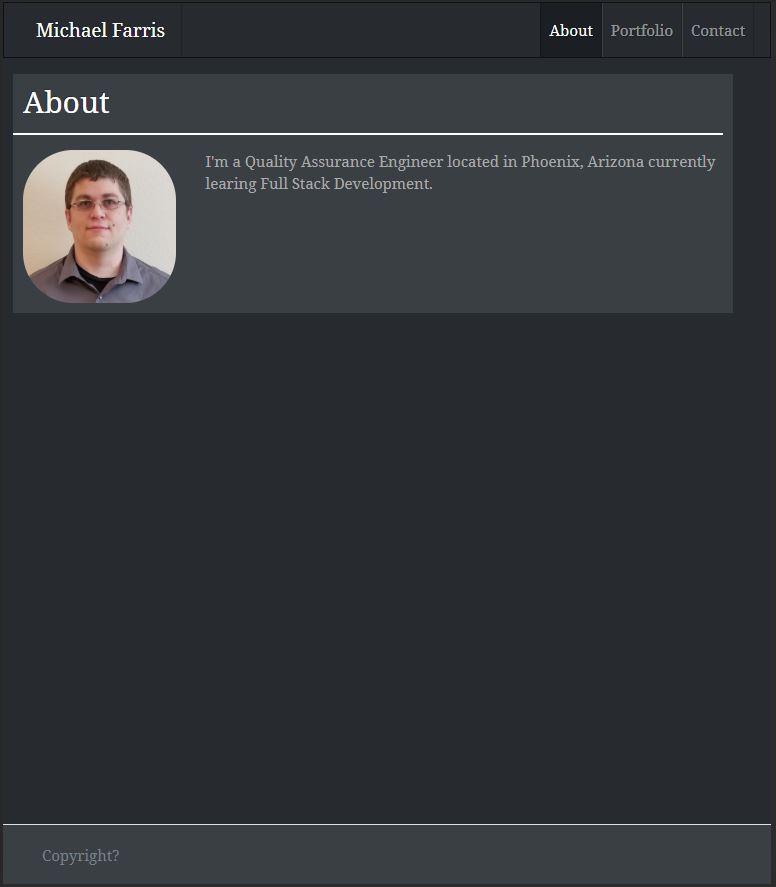 Michael Farris
About
Portfolio
Contact
About
I'm a Quality Assurance Engineer located in Phoenix, Arizona currently
learing Full Stack Development.
Copyright?